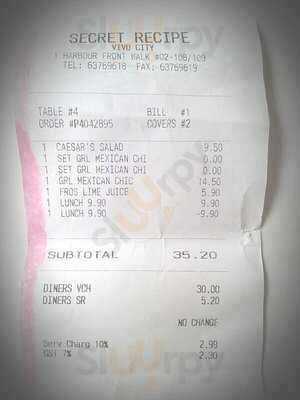 SECRET RECIPE
VIVO CITY
1 HARBOUR FRONT WALK #02-108/109
TEL: 63769618 FAX: 63769619
TABLE #4 BILL #1
ORDER #P4042895 COVERS #2
1 CAESAR'S SALAD 9.50
1 SET GRL MEXICAN CHI 0.00
1 SET GRL MEXICAN CHI 0.00
1 GRL MEXICAN CHIC 14.50
1 FROS LIME JUICE 5.90
1 LUNCH 9.90 9.90
1 LUNCH 9.90 -9.90
SUBTOTAL 35.20
DINERS VCH 30.00
DINERS SR 5.20
NO CHANGE
Serv Charg 10% 2.99
GST 7% 2.30
Sluurpy
Sluurpy
Sluurpy